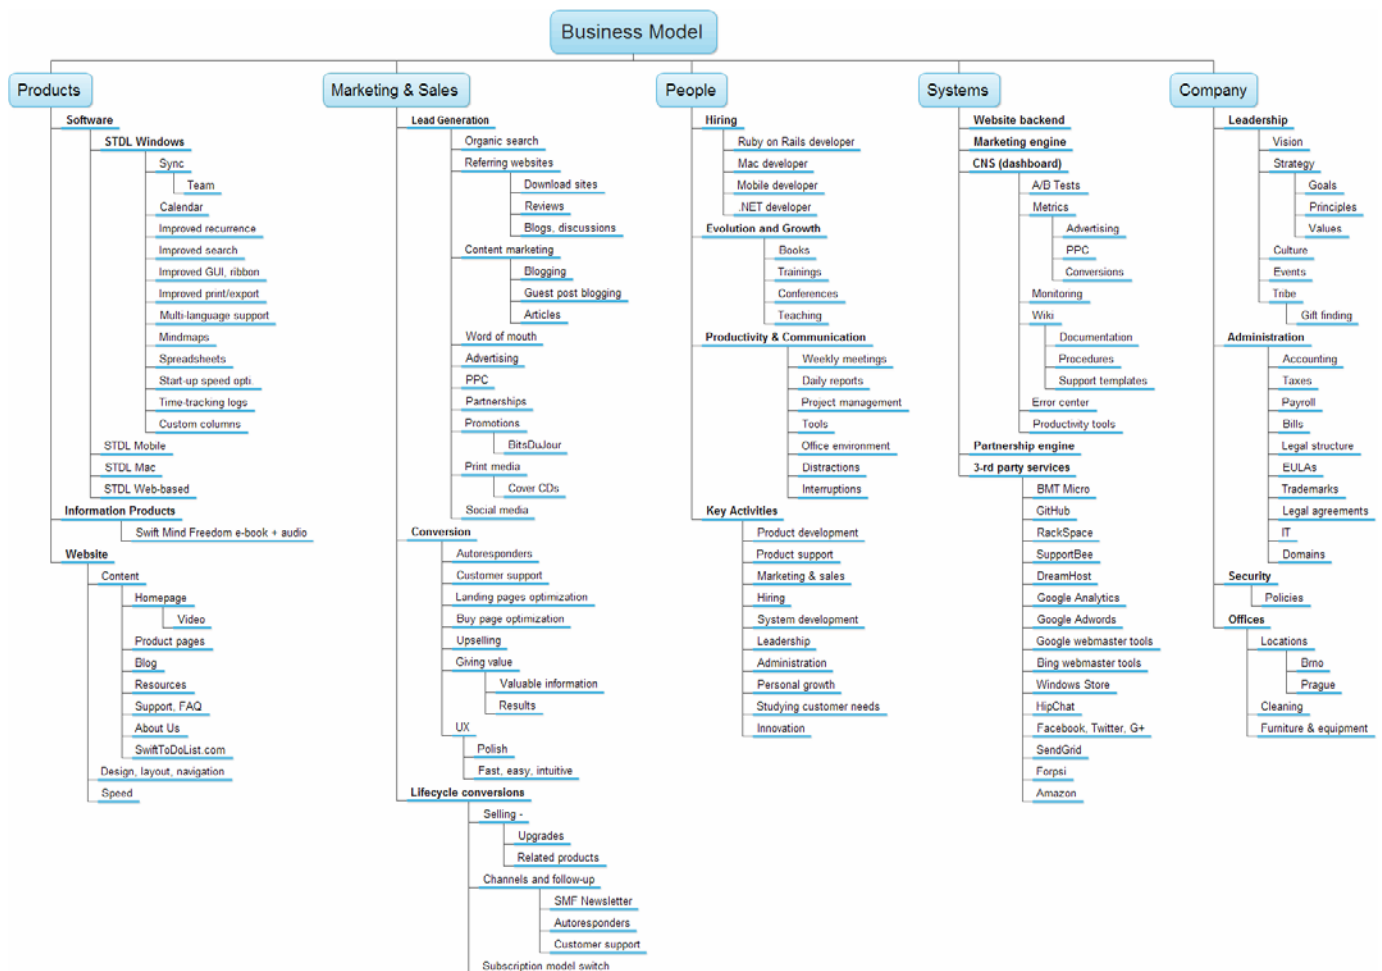 Business Model
Products
Software
STDL Windows
Sync
Team
Calendar
Improved recurrence
Improved search
Improved GUI, ribbon
Improved print/export
Multi-language support
Mindmaps
Spreadsheets
Start-up speed opti.
Time-tracking logs
Custom columns
STDL Mobile
STDL Mac
STDL Web-based
Information Products
Swift Mind Freedom e-book + audio
Website
Content
Homepage
Video
Product pages
Blog
Resources
Support, FAQ
About Us
SwiftToDoList.com
Design, layout, navigation
Speed
Marketing & Sales
Lead Generation
Organic search
Referring websites
Download sites
Reviews
Blogs, discussions
Content marketing
Blogging
Guest post blogging
Articles
Word of mouth
Advertising
PPC
Partnerships
Promotions
BitsDuJour
Print media
Cover CDs
Social media
Conversion
Autoresponders
Customer support
Landing pages optimization
Buy page optimization
Upselling
Giving value
Valuable information
Results
UX
Polish
Fast, easy, intuitive
Lifecycle conversions
Selling -
Upgrades
Related products
Channels and follow-up
SMF Newsletter
Autoresponders
Customer support
Subscription model switch
People
Hiring
Ruby on Rails developer
Mac developer
Mobile developer
.NET developer
Evolution and Growth
Books
Trainings
Conferences
Teaching
Productivity & Communication
Weekly meetings
Daily reports
Project management
Tools
Office environment
Distractions
Interruptions
Key Activities
Product development
Product support
Marketing & sales
Hiring
System development
Leadership
Administration
Personal growth
Studying customer needs
Innovation
Systems
Website backend
Marketing engine
CNS (dashboard)
A/B Tests
Metrics
Advertising
PPC
Conversions
Monitoring
Wiki
Documentation
Procedures
Support templates
Error center
Productivity tools
Partnership engine
3-rd party services
BMT Micro
GitHub
RackSpace
SupportBee
DreamHost
Google Analytics
Google Adwords
Google webmaster tools
Bing webmaster tools
Windows Store
HipChat
Facebook, Twitter, G+
SendGrid
Forpsi
Amazon
Company
Leadership
Vision
Strategy
Goals
Principles
Values
Culture
Events
Tribe
Gift finding
Administration
Accounting
Taxes
Payroll
Bills
Legal structure
EULAs
Trademarks
Legal agreements
IT
Domains
Security
Policies
Offices
Locations
Brno
Prague
Cleaning
Furniture & equipment